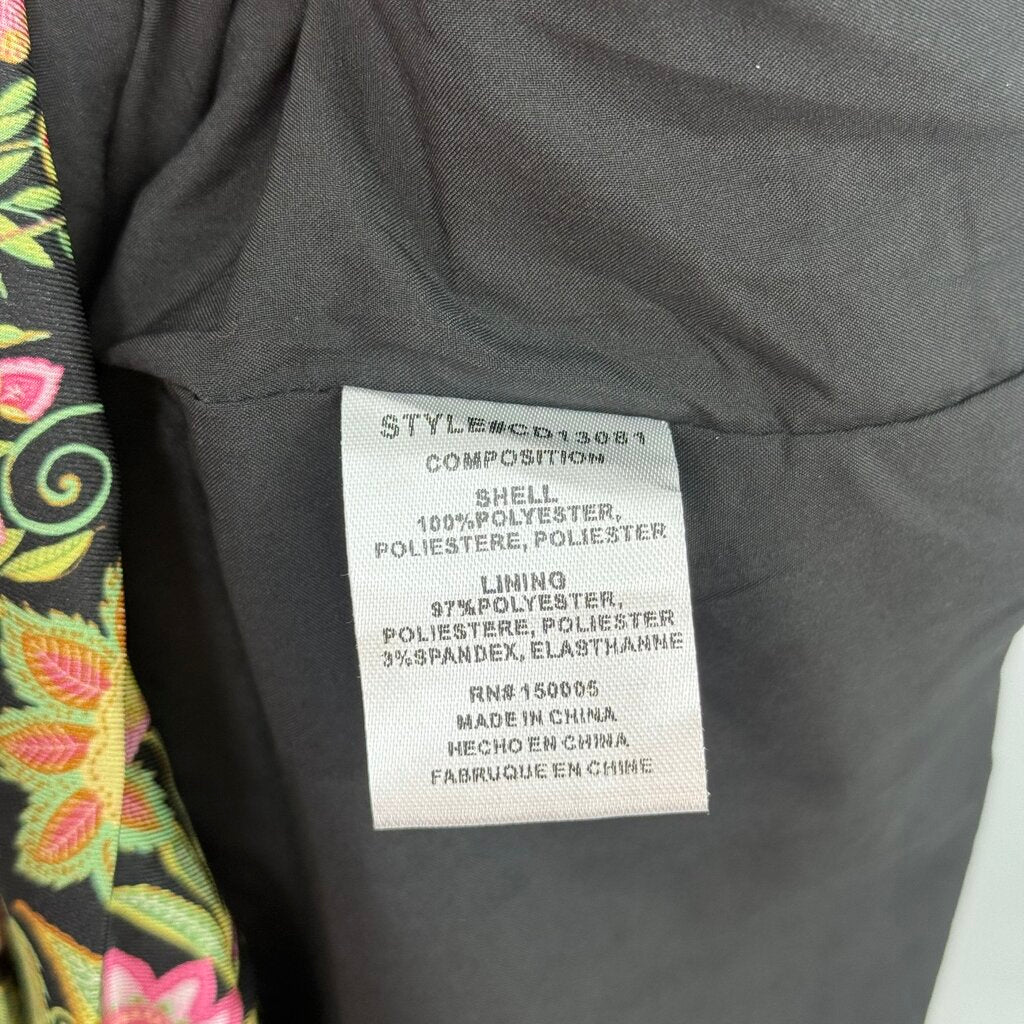 STYLE#CD13081
COMPOSITION
SHELL
100%POLYESTER,
POLIESTERE, POLIESTER
LINING
97%POLYESTER,
POLIESTERE, POLIESTER
3%SPANDEX, ELASTHANNE
RN# 150005
MADE IN CHINA
HECHO EN CHINA
FABRUQUE EN CHINE